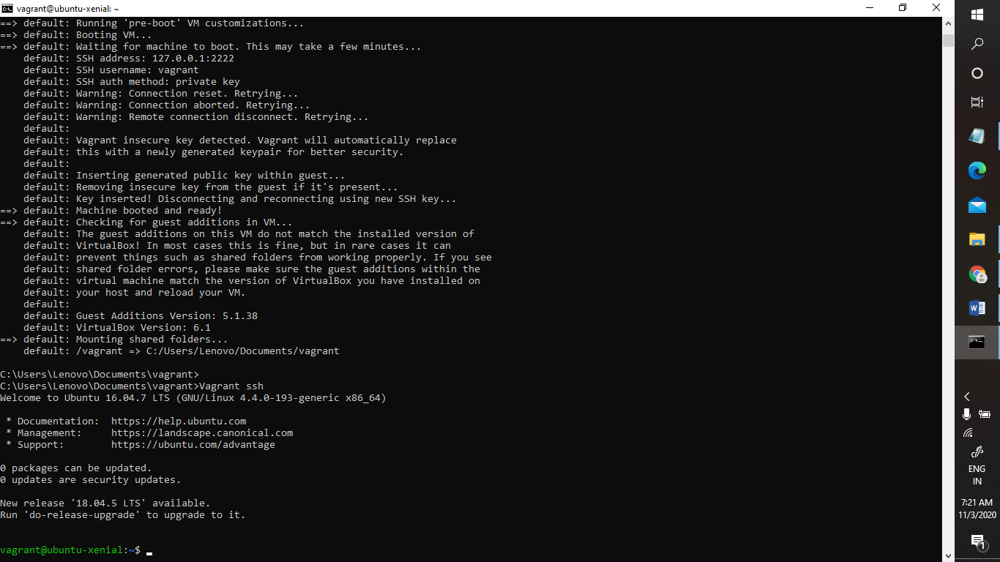 vagrant@ubuntu-xenial: ~
==> default: Running 'pre-boot' VM customizations...
==> default: Booting VM...
==> default: Waiting for machine to boot. This may take a few minutes...
    default: SSH address: 127.0.0.1:2222
    default: SSH username: vagrant
    default: SSH auth method: private key
    default: Warning: Connection reset. Retrying...
    default: Warning: Connection aborted. Retrying...
    default: Warning: Remote connection disconnect. Retrying...
    default:
    default: Vagrant insecure key detected. Vagrant will automatically replace
    default: this with a newly generated keypair for better security.
    default:
    default: Inserting generated public key within guest...
    default: Removing insecure key from the guest if it's present...
    default: Key inserted! Disconnecting and reconnecting using new SSH key...
==> default: Machine booted and ready!
==> default: Checking for guest additions in VM...
    default: The guest additions on this VM do not match the installed version of
    default: VirtualBox! In most cases this is fine, but in rare cases it can
    default: prevent things such as shared folders from working properly. If you see
    default: shared folder errors, please make sure the guest additions within the
    default: virtual machine match the version of VirtualBox you have installed on
    default: your host and reload your VM.
    default:
    default: Guest Additions Version: 5.1.38
    default: VirtualBox Version: 6.1
==> default: Mounting shared folders...
    default: /vagrant => C:/Users/Lenovo/Documents/vagrant
C:\Users\Lenovo\Documents\vagrant>
C:\Users\Lenovo\Documents\vagrant>Vagrant ssh
Welcome to Ubuntu 16.04.7 LTS (GNU/Linux 4.4.0-193-generic x86_64)
 * Documentation:  https://help.ubuntu.com
 * Management:     https://landscape.canonical.com
 * Support:        https://ubuntu.com/advantage
0 packages can be updated.
0 updates are security updates.
New release '18.04.5 LTS' available.
Run 'do-release-upgrade' to upgrade to it.
vagrant@ubuntu-xenial:~$
ENG
IN
7:21 AM
11/3/2020
1